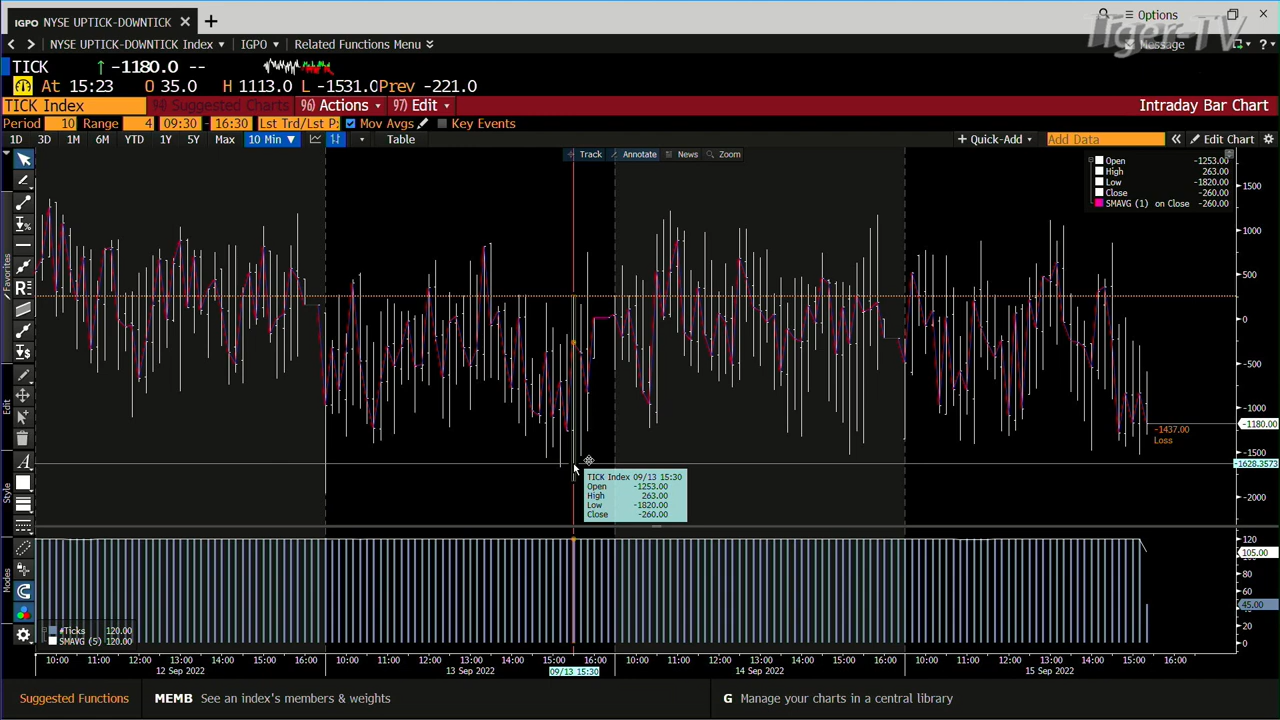 IGPO NYSE UPTICK-DOWNTICK
Options
Tiger-TV
NYSE UPTICK-DOWNTICK Index IGPO Related Functions Menu
Message ?
TICK -1180.0 --
At 15:23 O 35.0 H 1113.0 L -1531.0 Prev -221.0
TICK Index 94) Suggested Charts 96) Actions 97) Edit Intraday Bar Chart
Period 10 Range 4 09:30 - 16:30 Lst Trd/Lst P Mov Avgs Key Events
1D 3D 1M 6M YTD 1Y 5Y Max 10 Min Table + Quick-Add Add Data Edit Chart
Track Annotate News Zoom
Open -1253.00
High 263.00
Low -1820.00
Close -260.00
SMAVG (1) on Close -260.00
Favorites
Edit
Style
Modes
1500
1000
500
0
-500
-1000
-1180.00
-1437.00
Loss
-1500
-1628.3573
-2000
TICK Index 09/13 15:30
Open -1253.00
High 263.00
Low -1820.00
Close -260.00
120
105.00
80
60
45.00
20
0
#Ticks 120.00
SMAVG (5) 120.00
10:00 11:00 12:00 13:00 14:00 15:00 10:00 11:00 12:00 13:00 14:00 15:00 16:00 10:00 11:00 12:00 13:00 14:00 15:00 16:00 10:00 11:00 12:00 13:00 14:00 15:00 16:00
12 Sep 2022 13 Sep 2022 09/13 15:30 14 Sep 2022 15 Sep 2022
Suggested Functions MEMB See an index's members & weights G Manage your charts in a central library